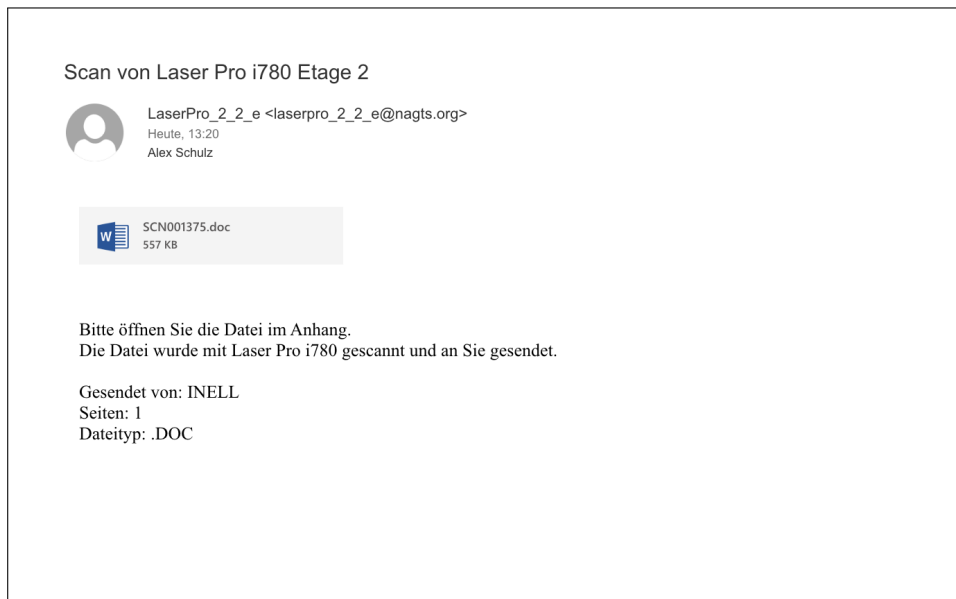 Scan von Laser Pro i780 Etage 2
LaserPro_2_2_e <laserpro_2_2_e@nagts.org>
Heute, 13:20
Alex Schulz
W
SCN001375.doc
557 KB
Bitte öffnen Sie die Datei im Anhang.
Die Datei wurde mit Laser Pro i780 gescannt und an Sie gesendet.
Gesendet von: INELL
Seiten: 1
Dateityp: .DOC